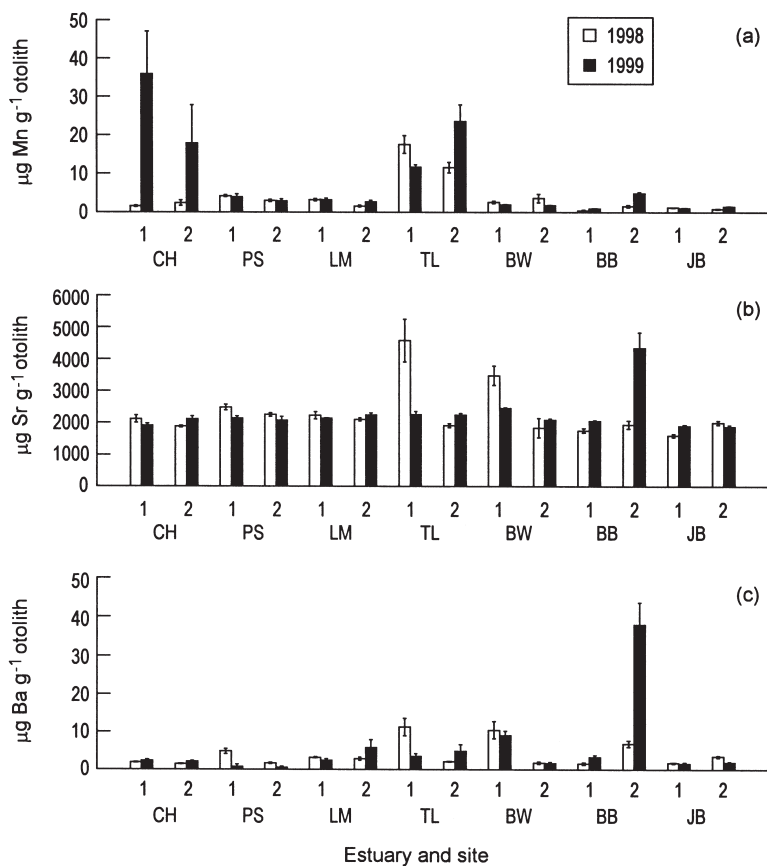 (a)
1998
1999
µg Mn g⁻¹ otolith
50
40
30
20
10
0
1 2 1 2 1 2 1 2 1 2 1 2 1 2
CH PS LM TL BW BB JB
(b)
µg Sr g⁻¹ otolith
6000
5000
4000
3000
2000
1000
0
1 2 1 2 1 2 1 2 1 2 1 2 1 2
CH PS LM TL BW BB JB
(c)
µg Ba g⁻¹ otolith
50
40
30
20
10
0
1 2 1 2 1 2 1 2 1 2 1 2 1 2
CH PS LM TL BW BB JB
Estuary and site